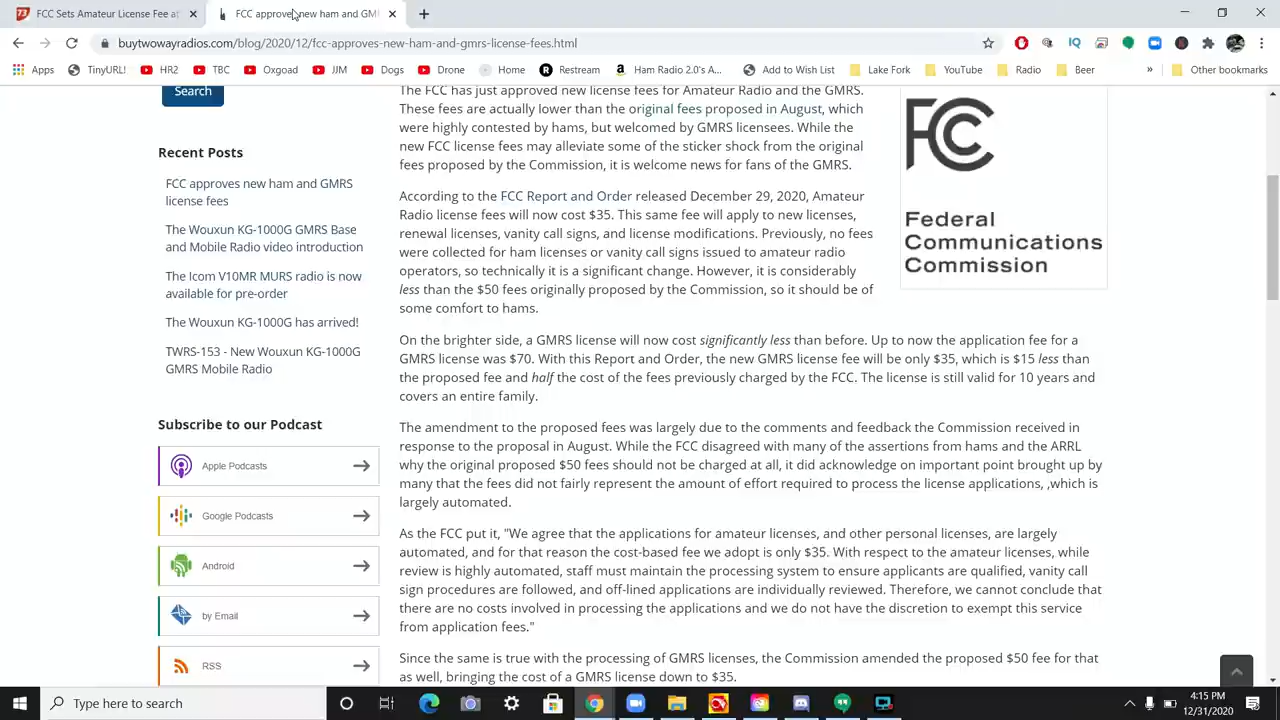 FCC Sets Amateur License Fee at
FCC approves new ham and GMR
buytwowayradios.com/blog/2020/12/fcc-approves-new-ham-and-gmrs-license-fees.html
Apps
TinyURL!
HR2
TBC
Oxgoad
JJM
Dogs
Drone
Home
Restream
Ham Radio 2.0's A...
Add to Wish List
Lake Fork
YouTube
Radio
Beer
»
Other bookmarks
Search
Recent Posts
FCC approves new ham and GMRS
license fees
The Wouxun KG-1000G GMRS Base
and Mobile Radio video introduction
The Icom V10MR MURS radio is now
available for pre-order
The Wouxun KG-1000G has arrived!
TWRS-153 - New Wouxun KG-1000G
GMRS Mobile Radio
Subscribe to our Podcast
Apple Podcasts
Google Podcasts
Android
by Email
RSS
The FCC has just approved new license fees for Amateur Radio and the GMRS.
These fees are actually lower than the original fees proposed in August, which
were highly contested by hams, but welcomed by GMRS licensees. While the
new FCC license fees may alleviate some of the sticker shock from the original
fees proposed by the Commission, it is welcome news for fans of the GMRS.
According to the FCC Report and Order released December 29, 2020, Amateur
Radio license fees will now cost $35. This same fee will apply to new licenses,
renewal licenses, vanity call signs, and license modifications. Previously, no fees
were collected for ham licenses or vanity call signs issued to amateur radio
operators, so technically it is a significant change. However, it is considerably
less than the $50 fees originally proposed by the Commission, so it should be of
some comfort to hams.
FCC
Federal
Communications
Commission
On the brighter side, a GMRS license will now cost significantly less than before. Up to now the application fee for a
GMRS license was $70. With this Report and Order, the new GMRS license fee will be only $35, which is $15 less than
the proposed fee and half the cost of the fees previously charged by the FCC. The license is still valid for 10 years and
covers an entire family.
The amendment to the proposed fees was largely due to the comments and feedback the Commission received in
response to the proposal in August. While the FCC disagreed with many of the assertions from hams and the ARRL
why the original proposed $50 fees should not be charged at all, it did acknowledge on important point brought up by
many that the fees did not fairly represent the amount of effort required to process the license applications, ,which is
largely automated.
As the FCC put it, "We agree that the applications for amateur licenses, and other personal licenses, are largely
automated, and for that reason the cost-based fee we adopt is only $35. With respect to the amateur licenses, while
review is highly automated, staff must maintain the processing system to ensure applicants are qualified, vanity call
sign procedures are followed, and off-lined applications are individually reviewed. Therefore, we cannot conclude that
there are no costs involved in processing the applications and we do not have the discretion to exempt this service
from application fees."
Since the same is true with the processing of GMRS licenses, the Commission amended the proposed $50 fee for that
as well, bringing the cost of a GMRS license down to $35.
Type here to search
4:15 PM
12/31/2020